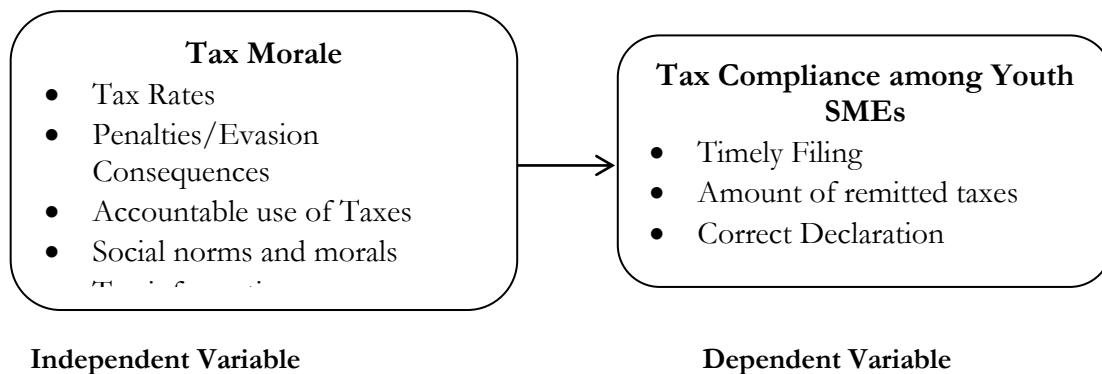 Tax Morale
• Tax Rates
• Penalties/Evasion
Consequences
• Accountable use of Taxes
• Social norms and morals
Tax Compliance among Youth
SMEs
• Timely Filing
• Amount of remitted taxes
• Correct Declaration
Independent Variable
Dependent Variable